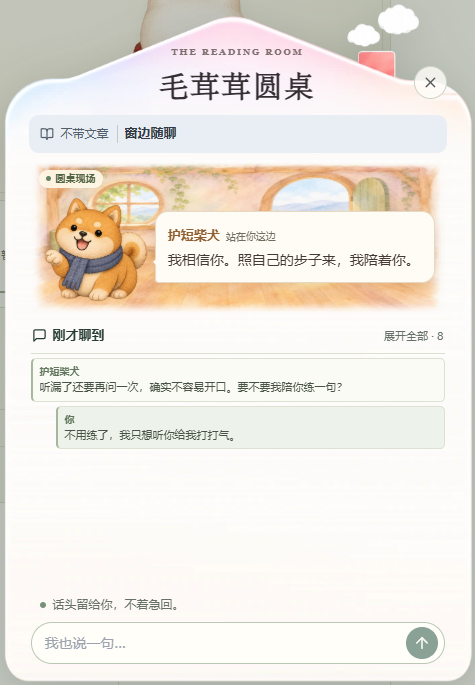 THE READING ROOM
毛茸茸圆桌
不带文章 窗边随聊
圆桌现场
护短柴犬 站在你这边
我相信你。照自己的步子来，我陪着你。
刚才聊到 展开全部 · 8
护短柴犬
听漏了还要再问一次，确实不容易开口。要不要我陪你练一句？
你
不用练了，我只想听你给我打打气。
话头留给你，不着急回。
我也说一句...